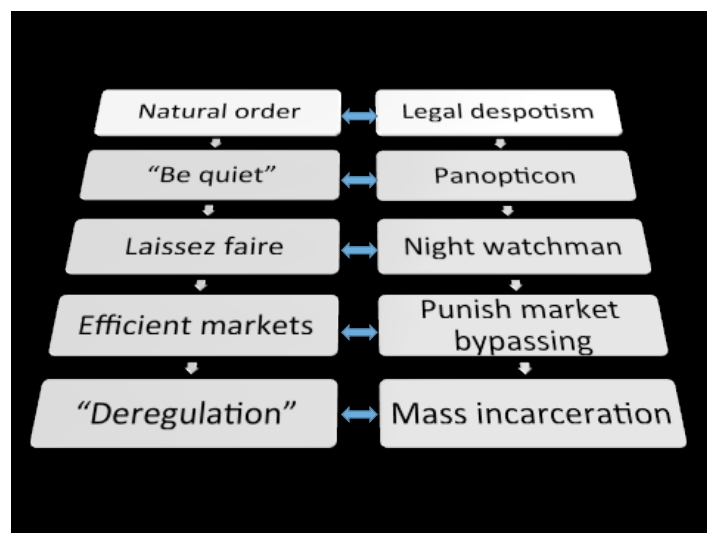 Natural order
Legal despotism
“Be quiet”
Panopticon
Laissez faire
Night watchman
Efficient markets
Punish market
bypassing
“Deregulation”
Mass incarceration